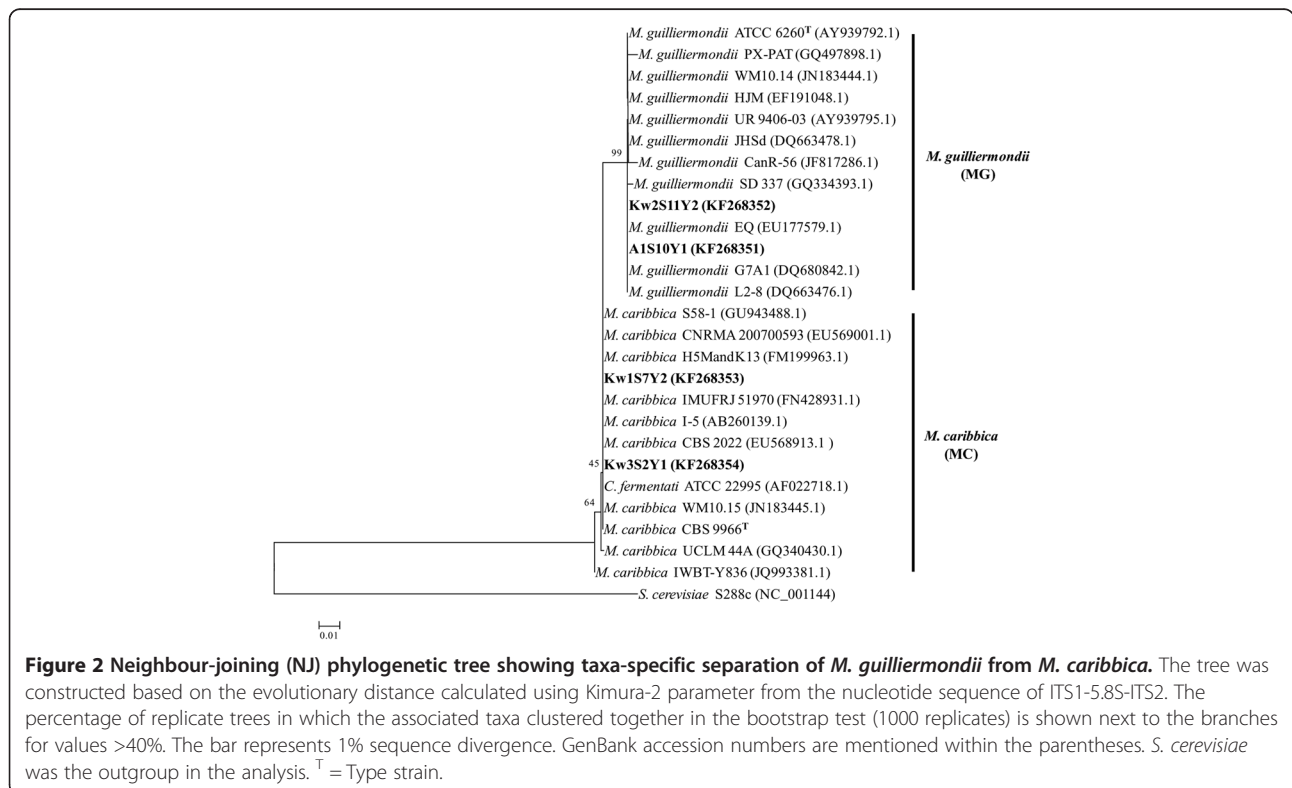 M. guilliermondii ATCC 6260ᵀ (AY939792.1)
M. guilliermondii PX-PAT (GQ497898.1)
M. guilliermondii WM10.14 (JN183444.1)
M. guilliermondii HJM (EF191048.1)
M. guilliermondii UR 9406-03 (AY939795.1)
M. guilliermondii JHSd (DQ663478.1)
99
M. guilliermondii CanR-56 (JF817286.1)
M. guilliermondii
(MG)
M. guilliermondii SD 337 (GQ334393.1)
Kw2S11Y2 (KF268352)
M. guilliermondii EQ (EU177579.1)
A1S10Y1 (KF268351)
M. guilliermondii G7A1 (DQ680842.1)
M. guilliermondii L2-8 (DQ663476.1)
M. caribbica S58-1 (GU943488.1)
M. caribbica CNRMA 200700593 (EU569001.1)
M. caribbica H5MandK13 (FM199963.1)
Kw1S7Y2 (KF268353)
M. caribbica IMUFRJ 51970 (FN428931.1)
M. caribbica I-5 (AB260139.1)
M. caribbica CBS 2022 (EU568913.1 )
M. caribbica
(MC)
45
Kw3S2Y1 (KF268354)
C. fermentati ATCC 22995 (AF022718.1)
64
M. caribbica WM10.15 (JN183445.1)
M. caribbica CBS 9966ᵀ
M. caribbica UCLM 44A (GQ340430.1)
M. caribbica IWBT-Y836 (JQ993381.1)
S. cerevisiae S288c (NC_001144)
0.01
Figure 2 Neighbour-joining (NJ) phylogenetic tree showing taxa-specific separation of M. guilliermondii from M. caribbica. The tree was
constructed based on the evolutionary distance calculated using Kimura-2 parameter from the nucleotide sequence of ITS1-5.8S-ITS2. The
percentage of replicate trees in which the associated taxa clustered together in the bootstrap test (1000 replicates) is shown next to the branches
for values >40%. The bar represents 1% sequence divergence. GenBank accession numbers are mentioned within the parentheses. S. cerevisiae
was the outgroup in the analysis. ᵀ = Type strain.